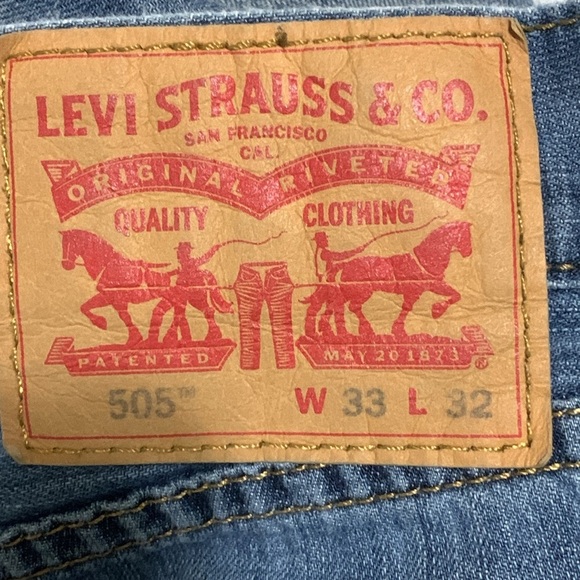 LEVI STRAUSS & CO.
SAN FRANCISCO
CAL.
ORIGINAL RIVETED
QUALITY CLOTHING
PATENTED MAY 20 1873 ®
505™ W 33 L 32